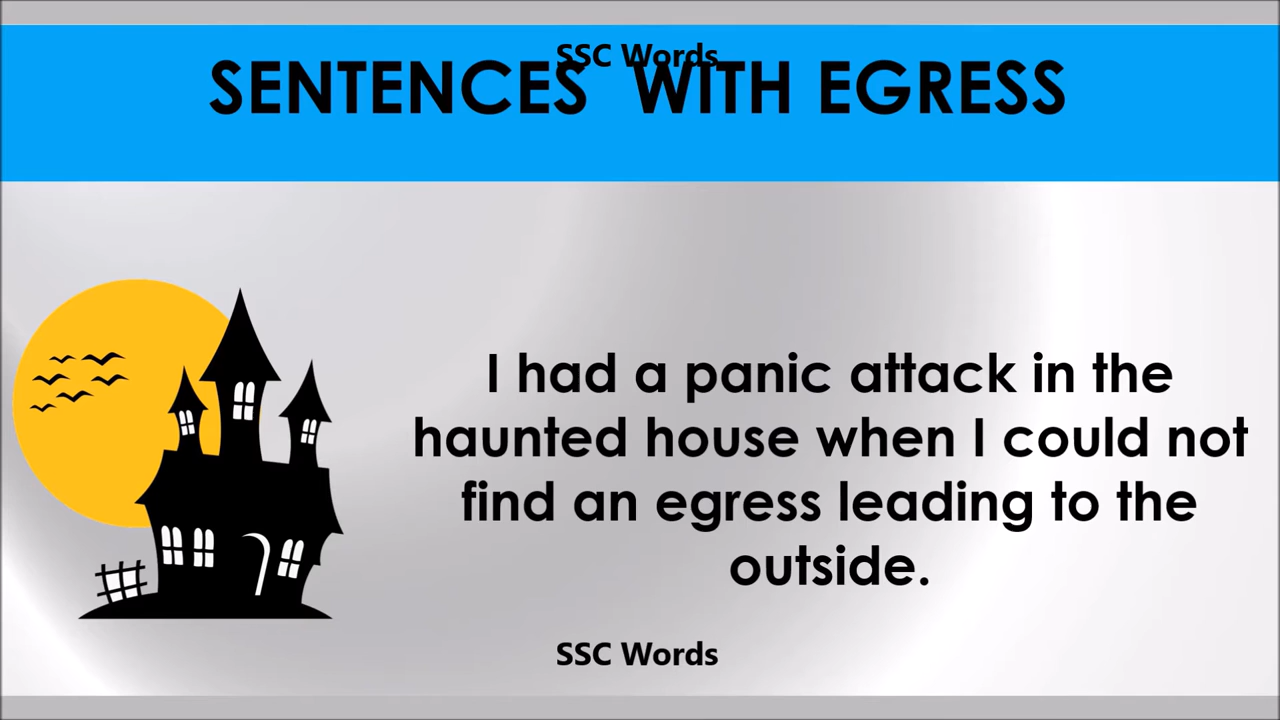 SSC Words
SENTENCES WITH EGRESS
I had a panic attack in the
haunted house when I could not
find an egress leading to the
outside.
SSC Words